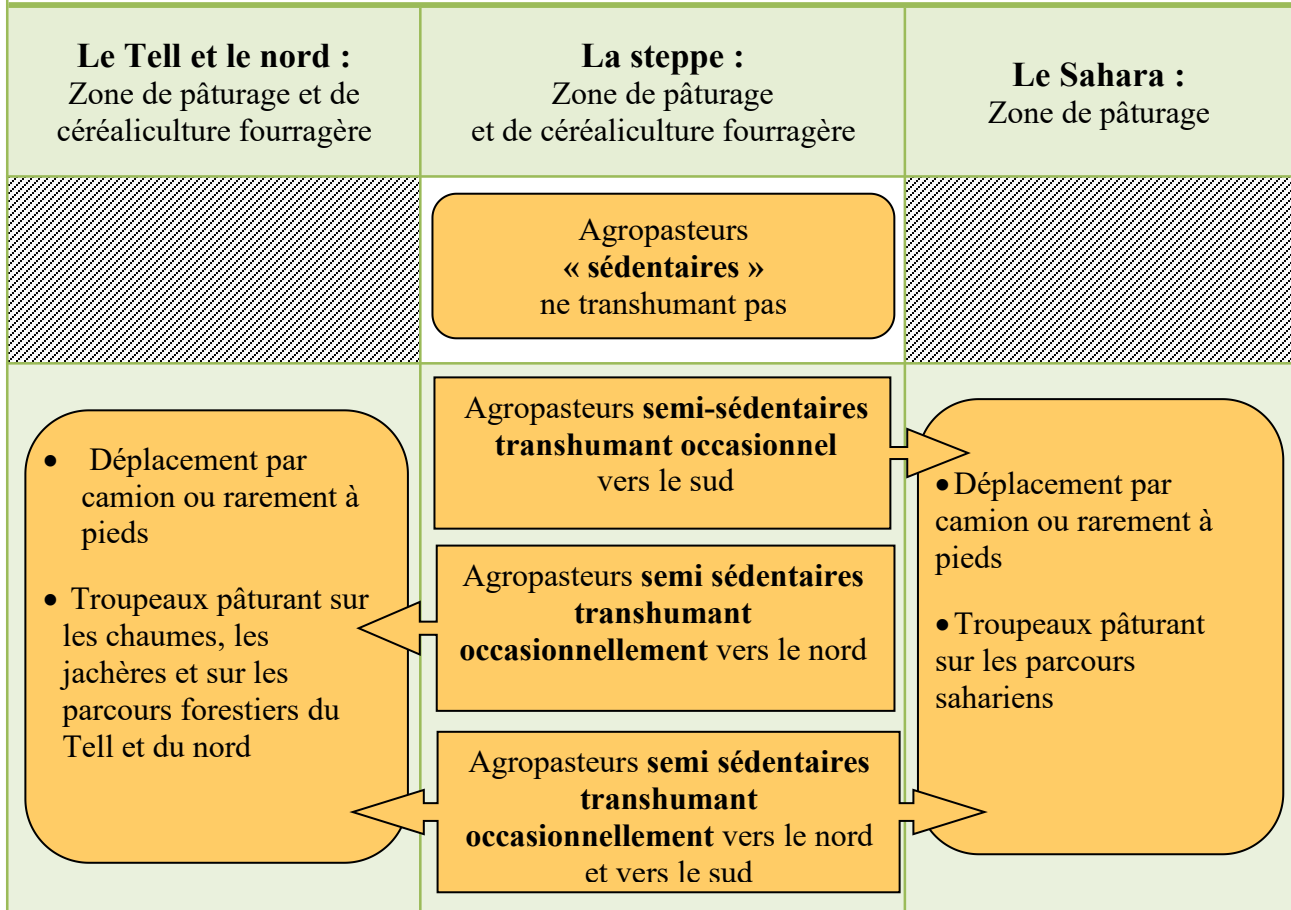 Le Tell et le nord :
Zone de pâturage et de
céréaliculture fourragère
La steppe :
Zone de pâturage
et de céréaliculture fourragère
Le Sahara :
Zone de pâturage
Agropasteurs
« sédentaires »
ne transhumant pas
• Déplacement par
camion ou rarement à
pieds
• Troupeaux pâturant sur
les chaumes, les
jachères et sur les
parcours forestiers du
Tell et du nord
Agropasteurs semi-sédentaires
transhumant occasionnel
vers le sud
Agropasteurs semi sédentaires
transhumant
occasionnellement vers le nord
Agropasteurs semi sédentaires
transhumant
occasionnellement vers le nord
et vers le sud
• Déplacement par
camion ou rarement à
pieds
• Troupeaux pâturant
sur les parcours
sahariens